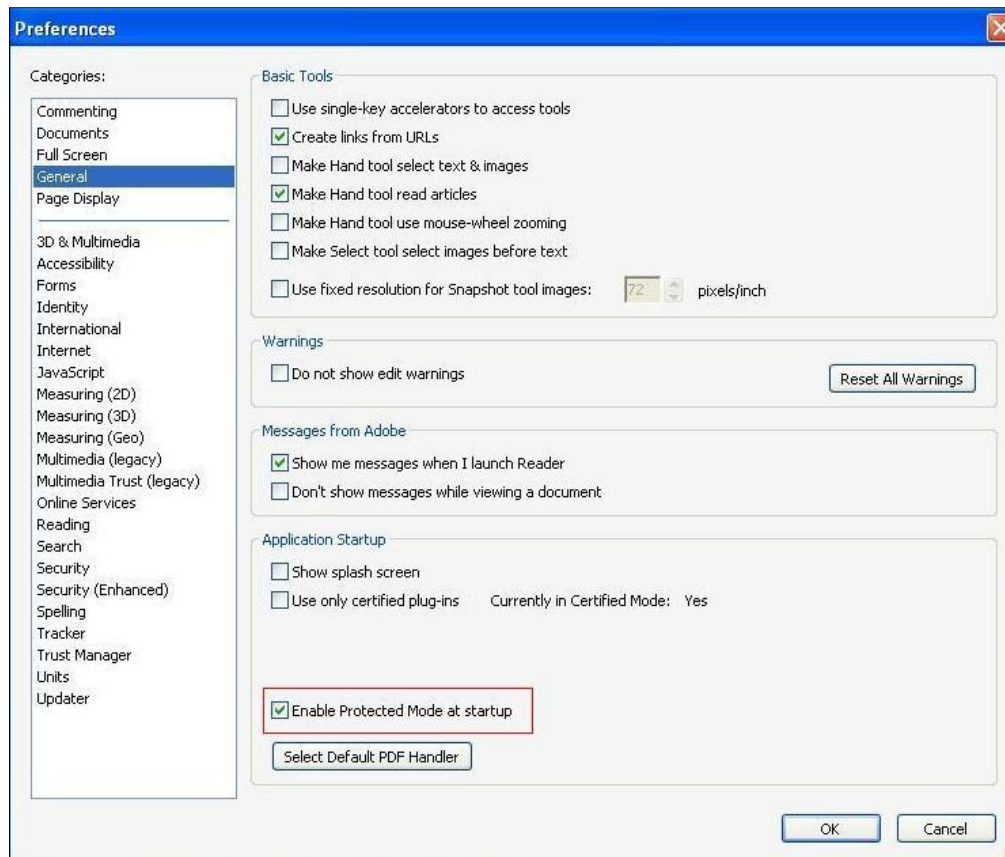 Preferences
Categories:
Commenting
Documents
Full Screen
General
Page Display
3D & Multimedia
Accessibility
Forms
Identity
International
Internet
JavaScript
Measuring (2D)
Measuring (3D)
Measuring (Geo)
Multimedia (legacy)
Multimedia Trust (legacy)
Online Services
Reading
Search
Security
Security (Enhanced)
Spelling
Tracker
Trust Manager
Units
Updater
Basic Tools
Use single-key accelerators to access tools
Create links from URLs
Make Hand tool select text & images
Make Hand tool read articles
Make Hand tool use mouse-wheel zooming
Make Select tool select images before text
Use fixed resolution for Snapshot tool images: 72 pixels/inch
Warnings
Do not show edit warnings Reset All Warnings
Messages from Adobe
Show me messages when I launch Reader
Don't show messages while viewing a document
Application Startup
Show splash screen
Use only certified plug-ins Currently in Certified Mode: Yes
Enable Protected Mode at startup
Select Default PDF Handler
OK Cancel